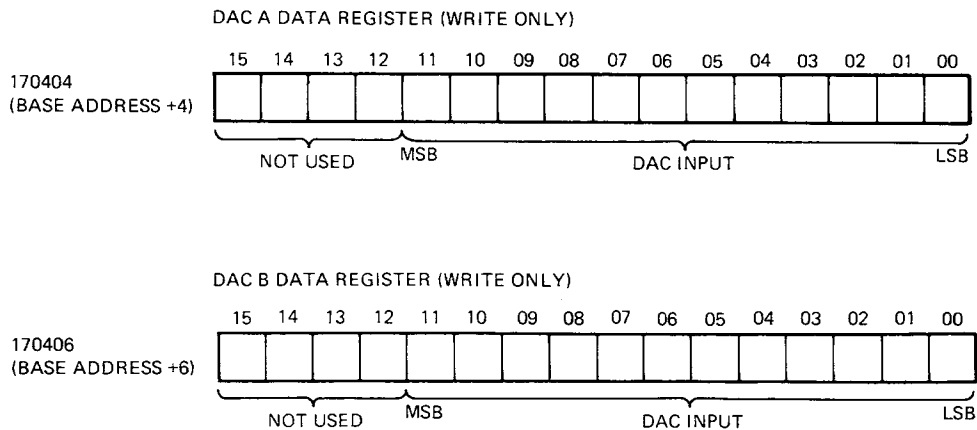 DAC A DATA REGISTER (WRITE ONLY)
15 14 13 12 11 10 09 08 07 06 05 04 03 02 01 00
170404
(BASE ADDRESS +4)
MSB LSB
NOT USED DAC INPUT
DAC B DATA REGISTER (WRITE ONLY)
15 14 13 12 11 10 09 08 07 06 05 04 03 02 01 00
170406
(BASE ADDRESS +6)
MSB LSB
NOT USED DAC INPUT